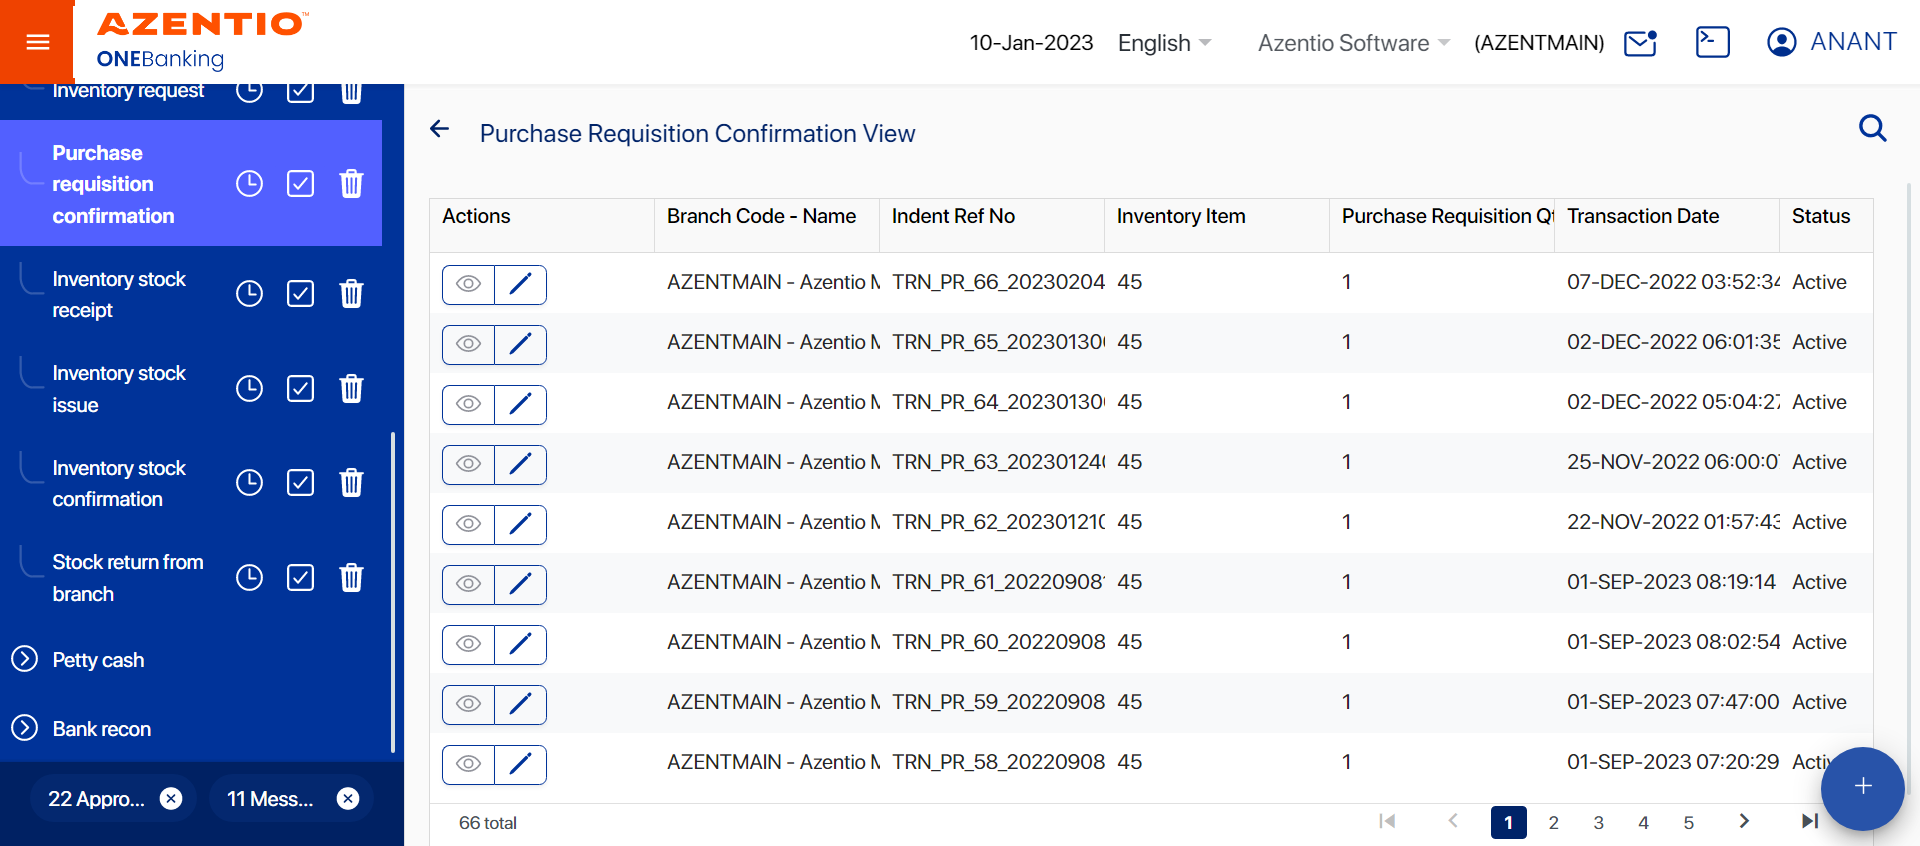 AZENTIO™
ONEBanking
10-Jan-2023 English Azentio Software (AZENTMAIN) ANANT
Inventory request
Purchase
requisition
confirmation
Inventory stock
receipt
Inventory stock
issue
Inventory stock
confirmation
Stock return from
branch
Petty cash
Bank recon
22 Appro...
11 Mess...
Purchase Requisition Confirmation View
Actions Branch Code - Name Indent Ref No Inventory Item Purchase Requisition Qt Transaction Date Status
AZENTMAIN - Azentio M TRN_PR_66_20230204 45 1 07-DEC-2022 03:52:34 Active
AZENTMAIN - Azentio M TRN_PR_65_20230130 45 1 02-DEC-2022 06:01:35 Active
AZENTMAIN - Azentio M TRN_PR_64_20230130 45 1 02-DEC-2022 05:04:27 Active
AZENTMAIN - Azentio M TRN_PR_63_20230124 45 1 25-NOV-2022 06:00:07 Active
AZENTMAIN - Azentio M TRN_PR_62_20230121 45 1 22-NOV-2022 01:57:43 Active
AZENTMAIN - Azentio M TRN_PR_61_20220908 45 1 01-SEP-2023 08:19:14 Active
AZENTMAIN - Azentio M TRN_PR_60_20220908 45 1 01-SEP-2023 08:02:54 Active
AZENTMAIN - Azentio M TRN_PR_59_20220908 45 1 01-SEP-2023 07:47:00 Active
AZENTMAIN - Azentio M TRN_PR_58_20220908 45 1 01-SEP-2023 07:20:29 Activ
66 total 1 2 3 4 5